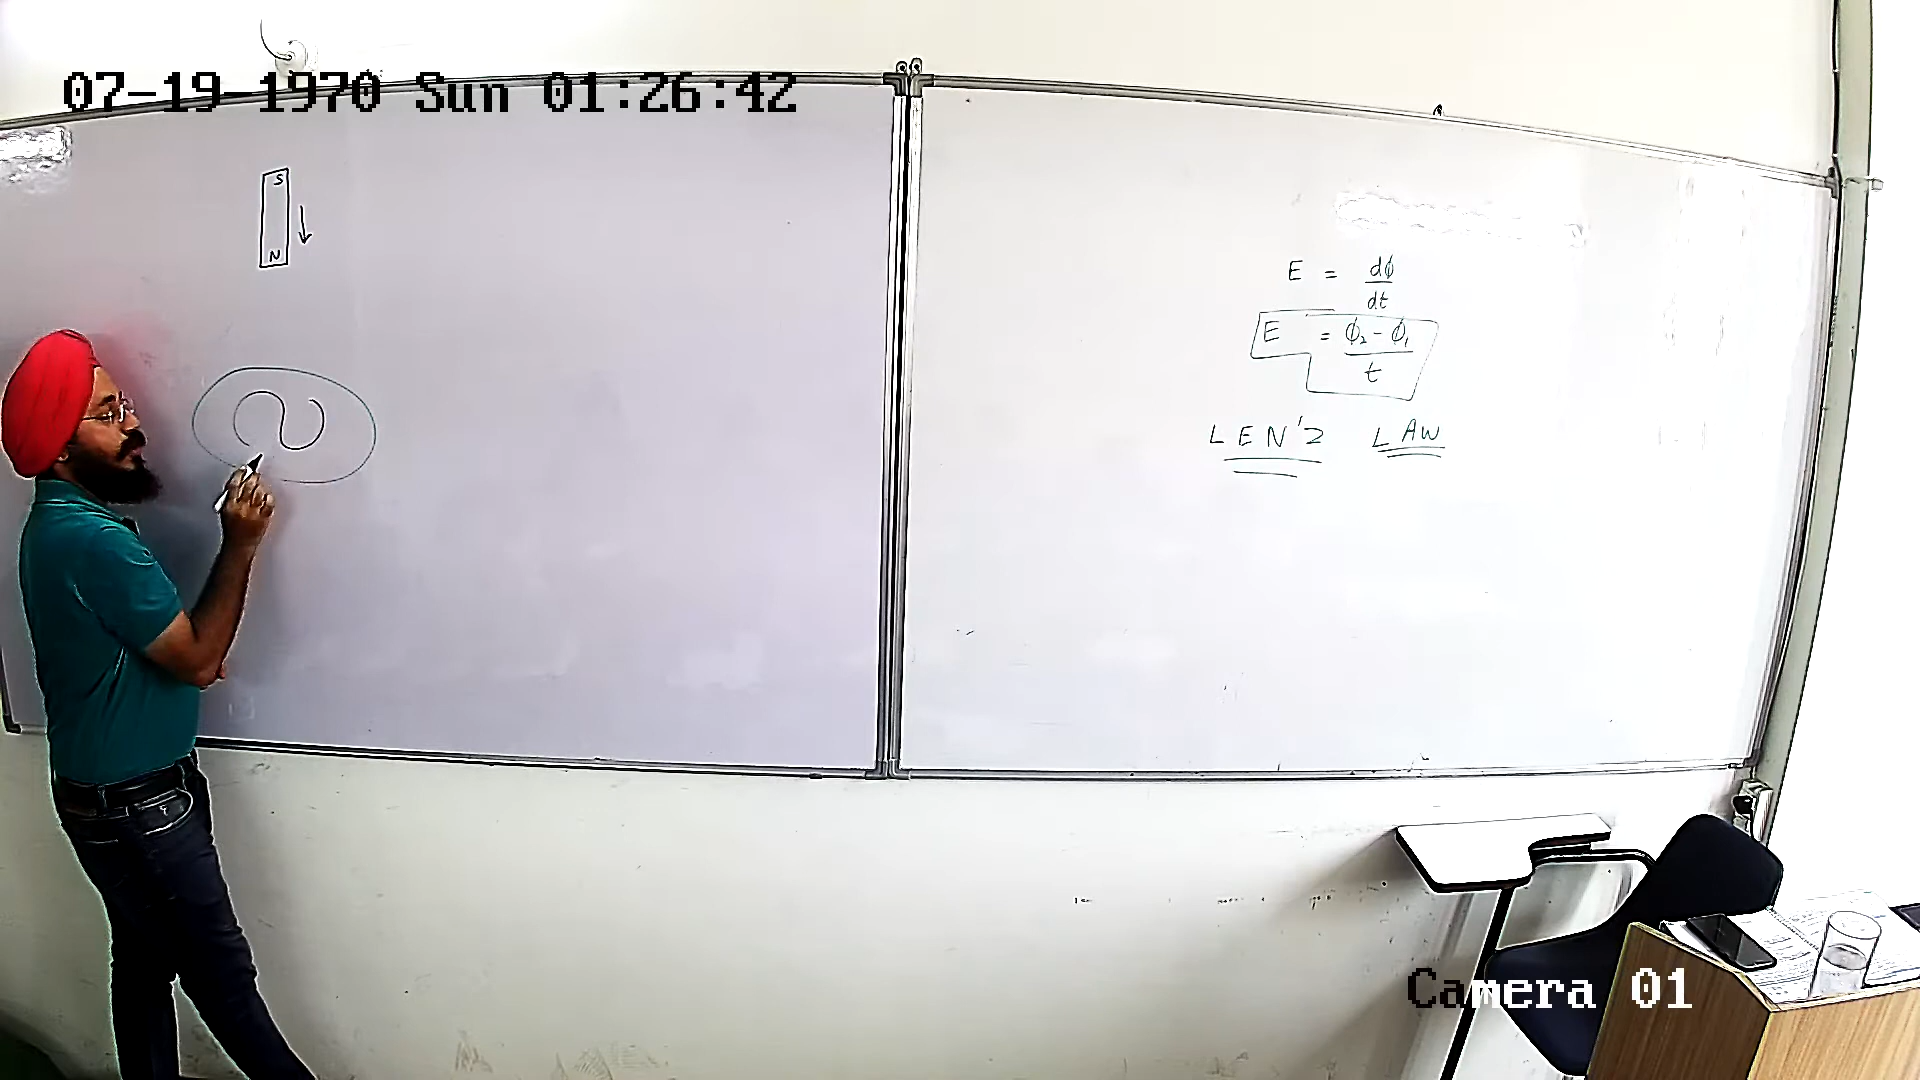 07-19-1970 Sun 01:26:42
S
N
E = dϕ
dt
E = ϕ₂ - ϕ₁
t
LEN'Z LAW
Camera 01